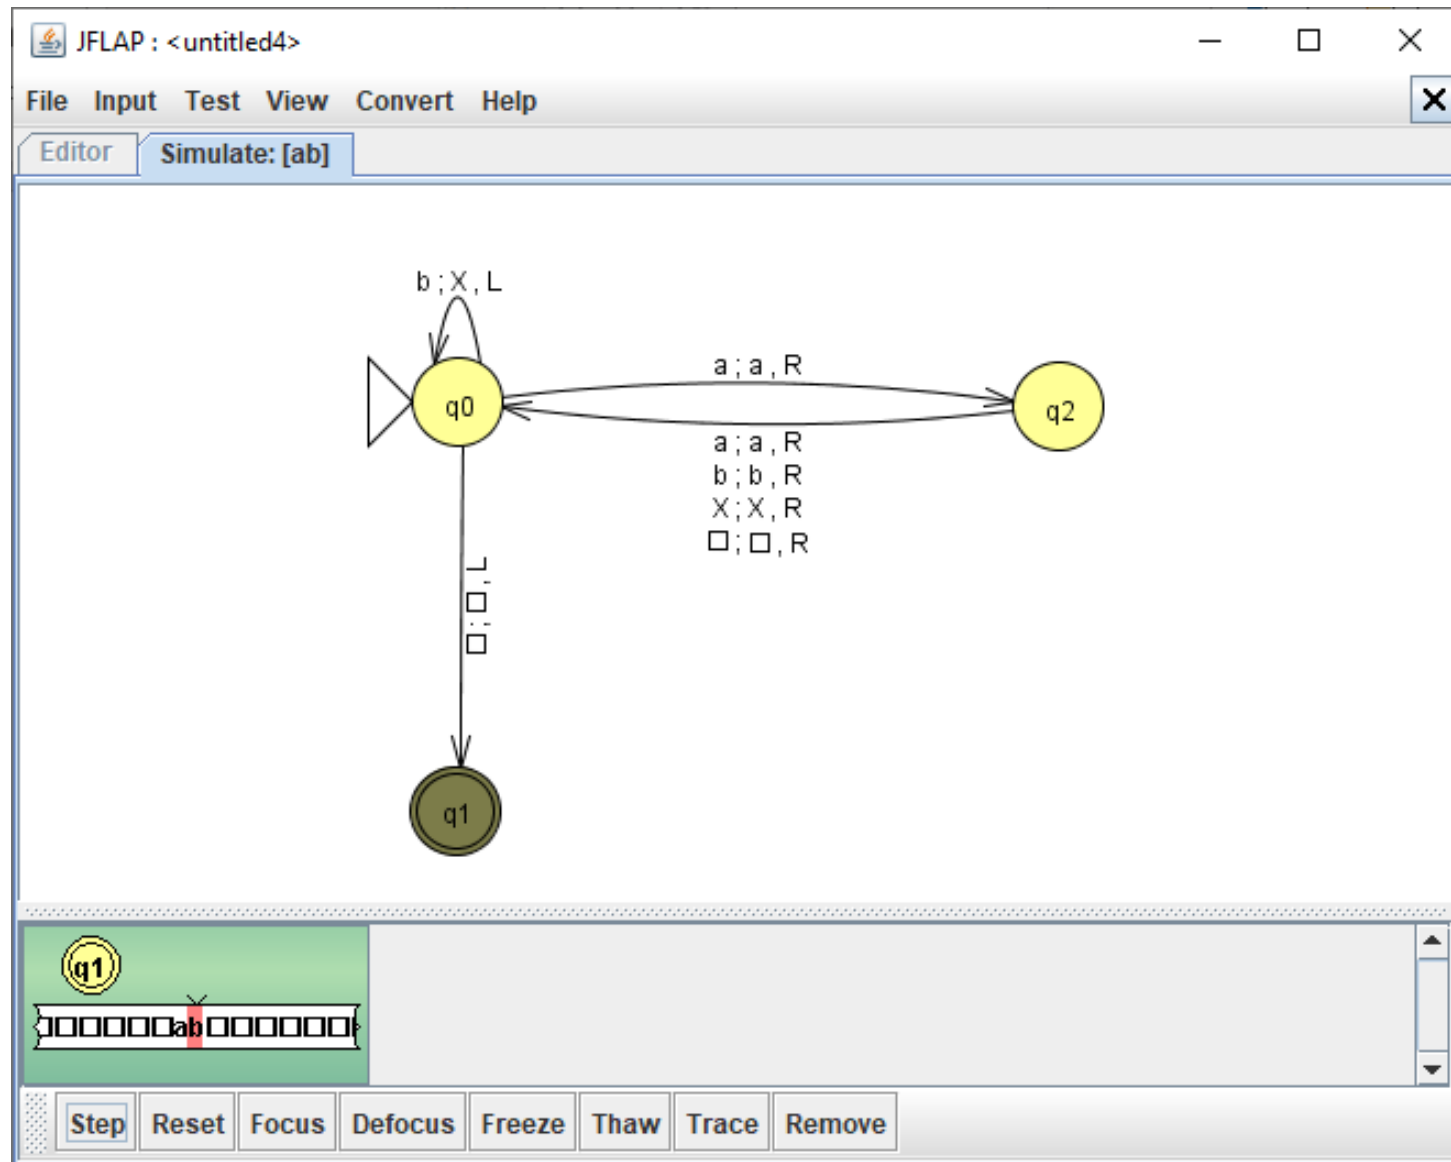 JFLAP : <untitled4>
File Input Test View Convert Help
Editor Simulate: [ab]
b ; X , L
q0
a ; a , R
q2
a ; a , R
b ; b , R
X ; X , R
□ ; □ , R
□ ; □ , L
q1
q1
□□□□□□ab□□□□□□
Step Reset Focus Defocus Freeze Thaw Trace Remove